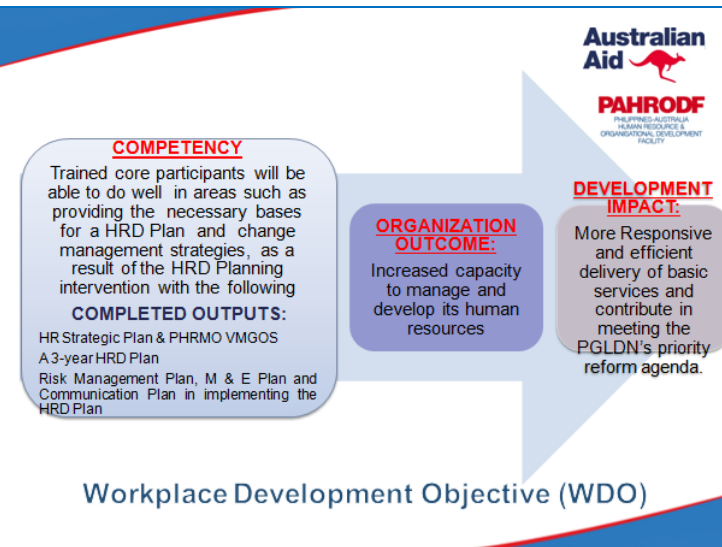 Australian
Aid
PAHRODF
PHILIPPINES-AUSTRALIA
HUMAN RESOURCE &
ORGANISATIONAL DEVELOPMENT
FACILITY
COMPETENCY
Trained core participants will be
able to do well in areas such as
providing the necessary bases
for a HRD Plan and change
management strategies, as a
result of the HRD Planning
intervention with the following
COMPLETED OUTPUTS:
HR Strategic Plan & PHRMO VMGOS
A 3-year HRD Plan
Risk Management Plan, M & E Plan and
Communication Plan in implementing the
HRD Plan
ORGANIZATION
OUTCOME:
Increased capacity
to manage and
develop its human
resources
DEVELOPMENT
IMPACT:
More Responsive
and efficient
delivery of basic
services and
contribute in
meeting the
PGLDN's priority
reform agenda.
Workplace Development Objective (WDO)